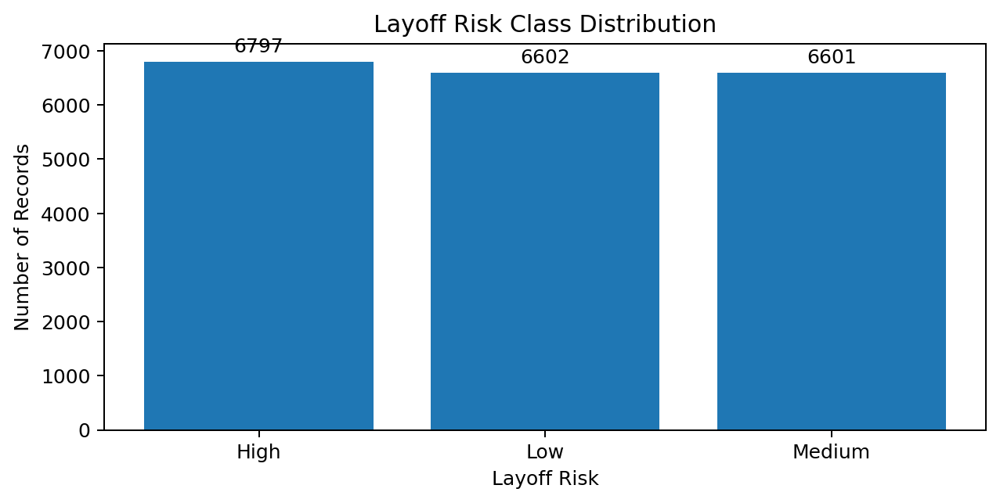 Layoff Risk Class Distribution
7000
6000
5000
4000
3000
2000
1000
0
Number of Records
6797
6602
6601
High
Low
Medium
Layoff Risk